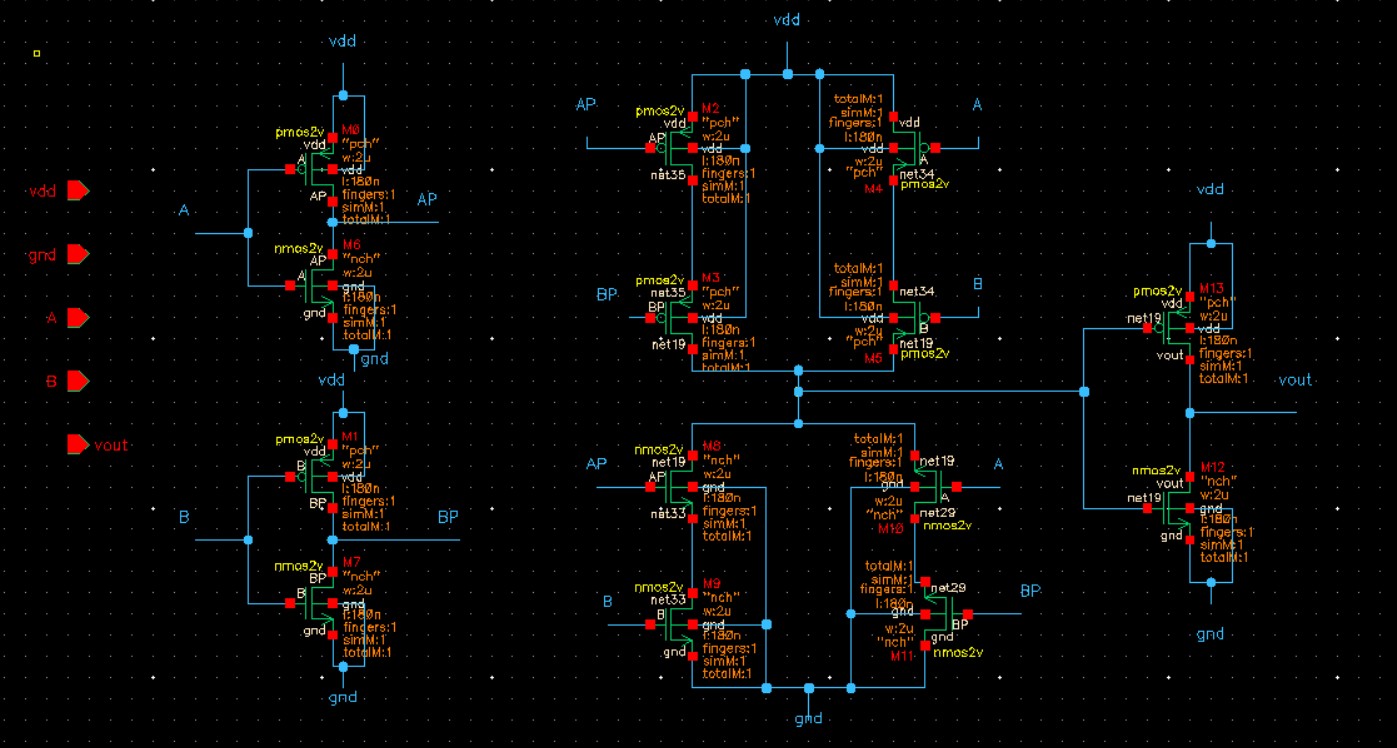 vdd
gnd
A
B
vout
vdd
pmos2v
M0
"pch"
vdd
w:2u
A
vdd
l:180n
fingers:1
AP
simM:1
totalM:1
A
AP
nmos2v
M6
"nch"
AP
w:2u
A
gnd
l:180n
fingers:1
gnd
simM:1
totalM:1
gnd
vdd
pmos2v
M1
"pch"
vdd
w:2u
B
vdd
l:180n
fingers:1
BP
simM:1
totalM:1
B
BP
nmos2v
M7
"nch"
BP
w:2u
B
gnd
l:180n
fingers:1
gnd
simM:1
totalM:1
gnd
vdd
AP
pmos2v
M2
"pch"
vdd
w:2u
AP
vdd
l:180n
fingers:1
net35
simM:1
totalM:1
A
totalM:1
simM:1
fingers:1
vdd
l:180n
vdd
A
w:2u
"pch"
net34
M4
pmos2v
BP
pmos2v
M3
"pch"
net35
w:2u
BP
vdd
l:180n
fingers:1
net19
simM:1
totalM:1
B
totalM:1
simM:1
fingers:1
net34
l:180n
vdd
B
w:2u
"pch"
net19
M5
pmos2v
AP
nmos2v
M8
"nch"
net19
w:2u
AP
gnd
l:180n
fingers:1
net33
simM:1
totalM:1
A
totalM:1
simM:1
fingers:1
net19
l:180n
gnd
A
w:2u
"nch"
net29
M10
nmos2v
B
nmos2v
M9
"nch"
net33
w:2u
B
gnd
l:180n
fingers:1
gnd
simM:1
totalM:1
BP
totalM:1
simM:1
fingers:1
net29
l:180n
gnd
BP
w:2u
"nch"
gnd
M11
nmos2v
gnd
vdd
pmos2v
M13
"pch"
vdd
w:2u
net19
vdd
l:180n
fingers:1
vout
simM:1
totalM:1
vout
nmos2v
M12
"nch"
vout
w:2u
net19
gnd
l:180n
fingers:1
gnd
simM:1
totalM:1
gnd